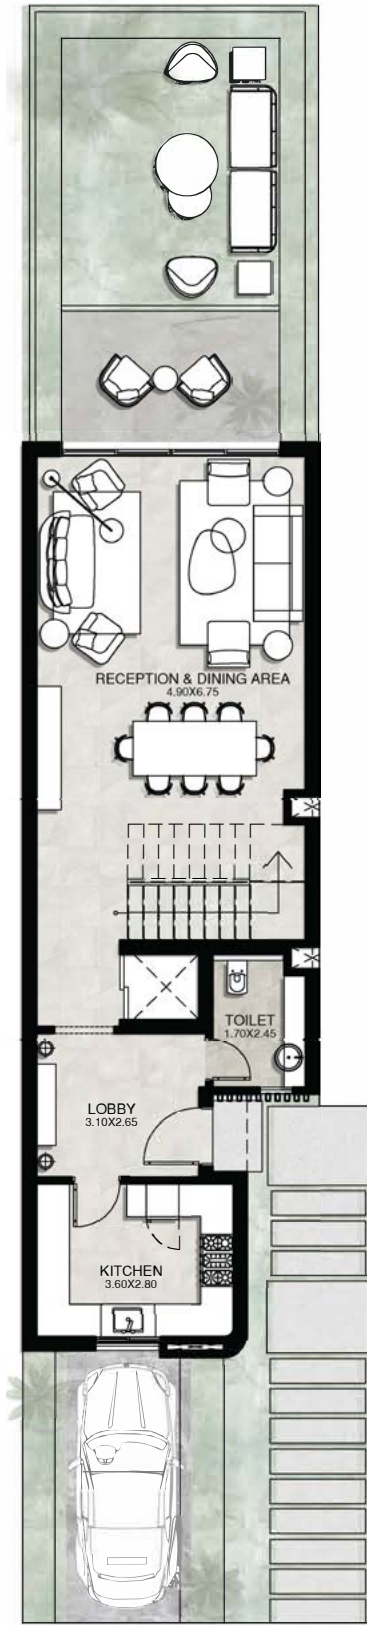 RECEPTION & DINING AREA
4.90X6.75
TOILET
1.70X2.45
LOBBY
3.10X2.65
KITCHEN
3.60X2.80